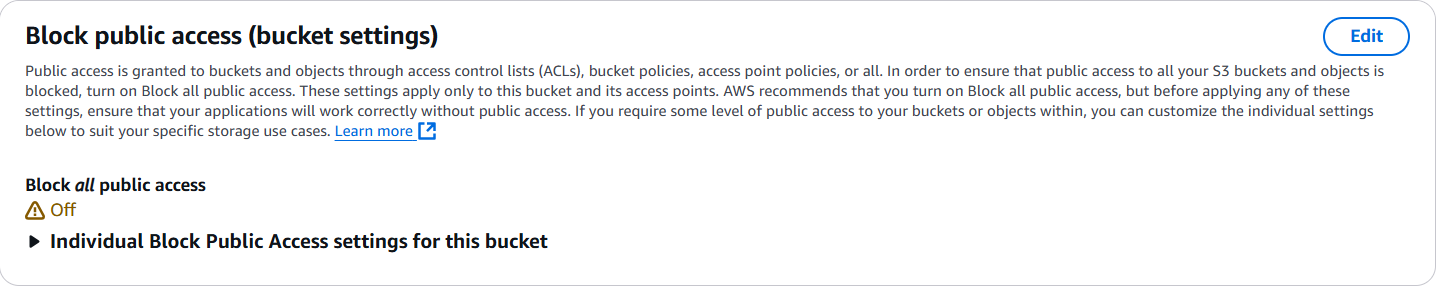 Block public access (bucket settings)
Edit
Public access is granted to buckets and objects through access control lists (ACLs), bucket policies, access point policies, or all. In order to ensure that public access to all your S3 buckets and objects is
blocked, turn on Block all public access. These settings apply only to this bucket and its access points. AWS recommends that you turn on Block all public access, but before applying any of these
settings, ensure that your applications will work correctly without public access. If you require some level of public access to your buckets or objects within, you can customize the individual settings
below to suit your specific storage use cases. Learn more
Block all public access
Off
Individual Block Public Access settings for this bucket